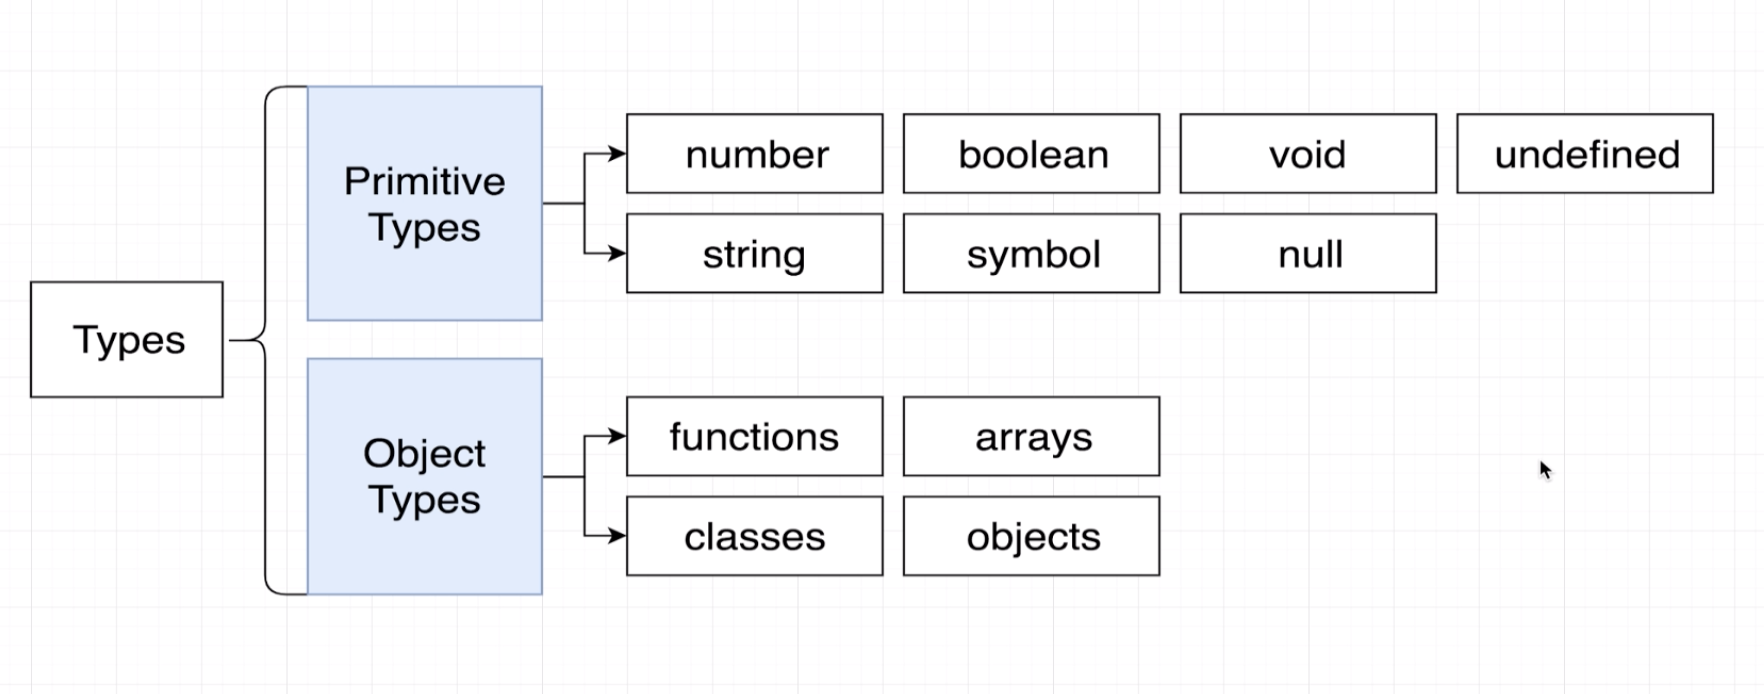 Types
Primitive
Types
number
boolean
void
undefined
string
symbol
null
Object
Types
functions
arrays
classes
objects